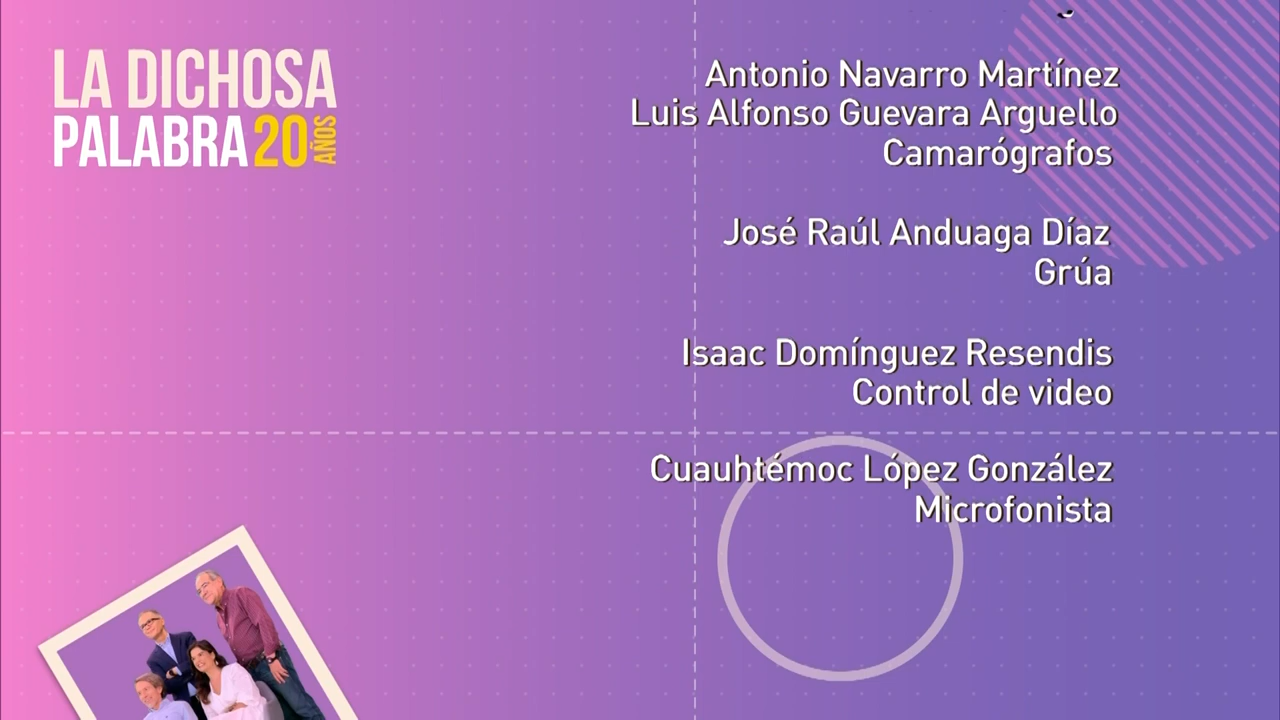 LA DICHOSA
PALABRA 20 AÑOS
Antonio Navarro Martínez
Luis Alfonso Guevara Arguello
Camarógrafos
José Raúl Anduaga Díaz
Grúa
Isaac Domínguez Resendis
Control de video
Cuauhtémoc López González
Microfonista